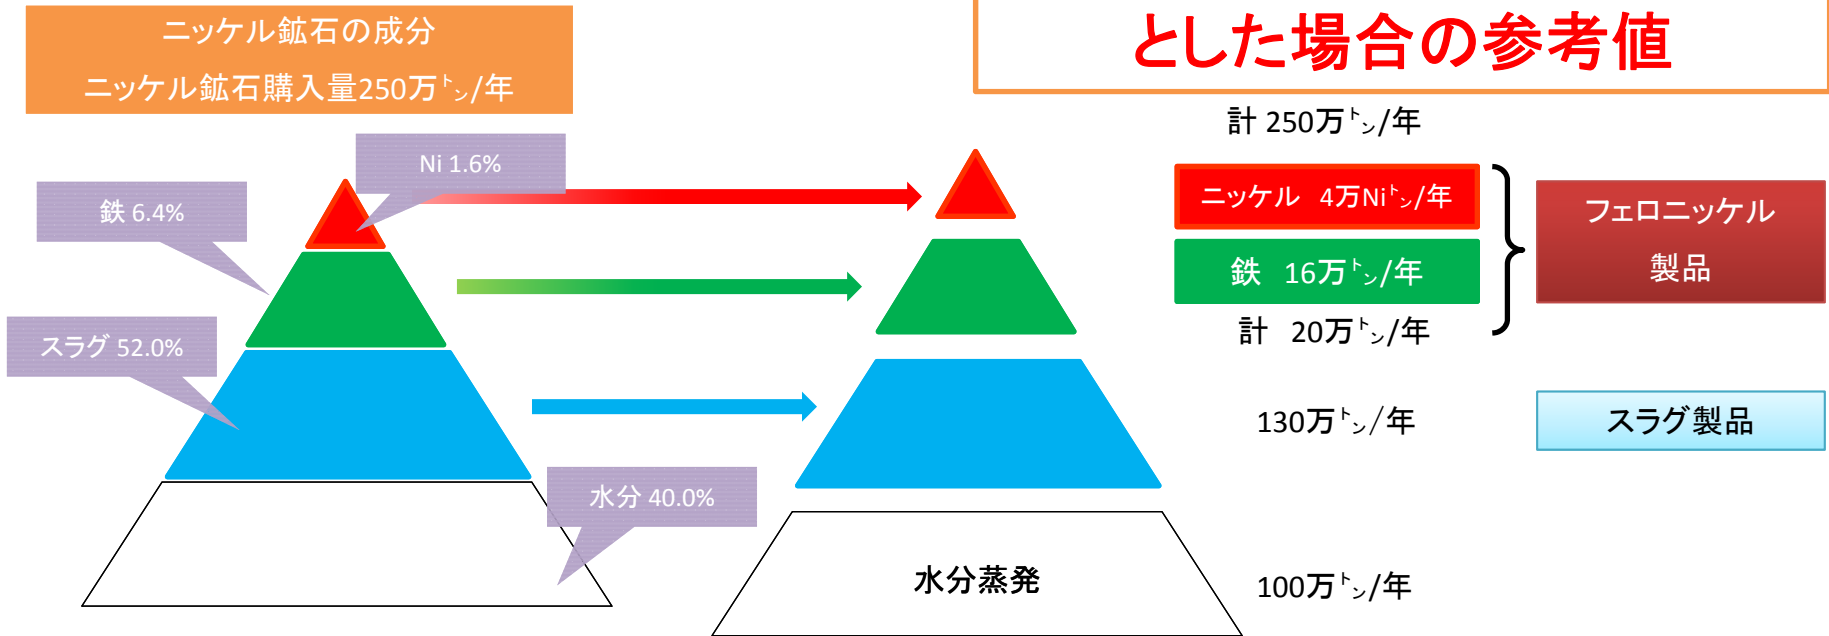 ニッケル鉱石の成分
ニッケル鉱石購入量250万㌧/年
とした場合の参考値
計 250万㌧/年
Ni 1.6%
鉄 6.4%
スラグ 52.0%
水分 40.0%
ニッケル 4万Ni㌧/年
鉄 16万㌧/年
計 20万㌧/年
フェロニッケル
製品
130万㌧/年
スラグ製品
水分蒸発
100万㌧/年